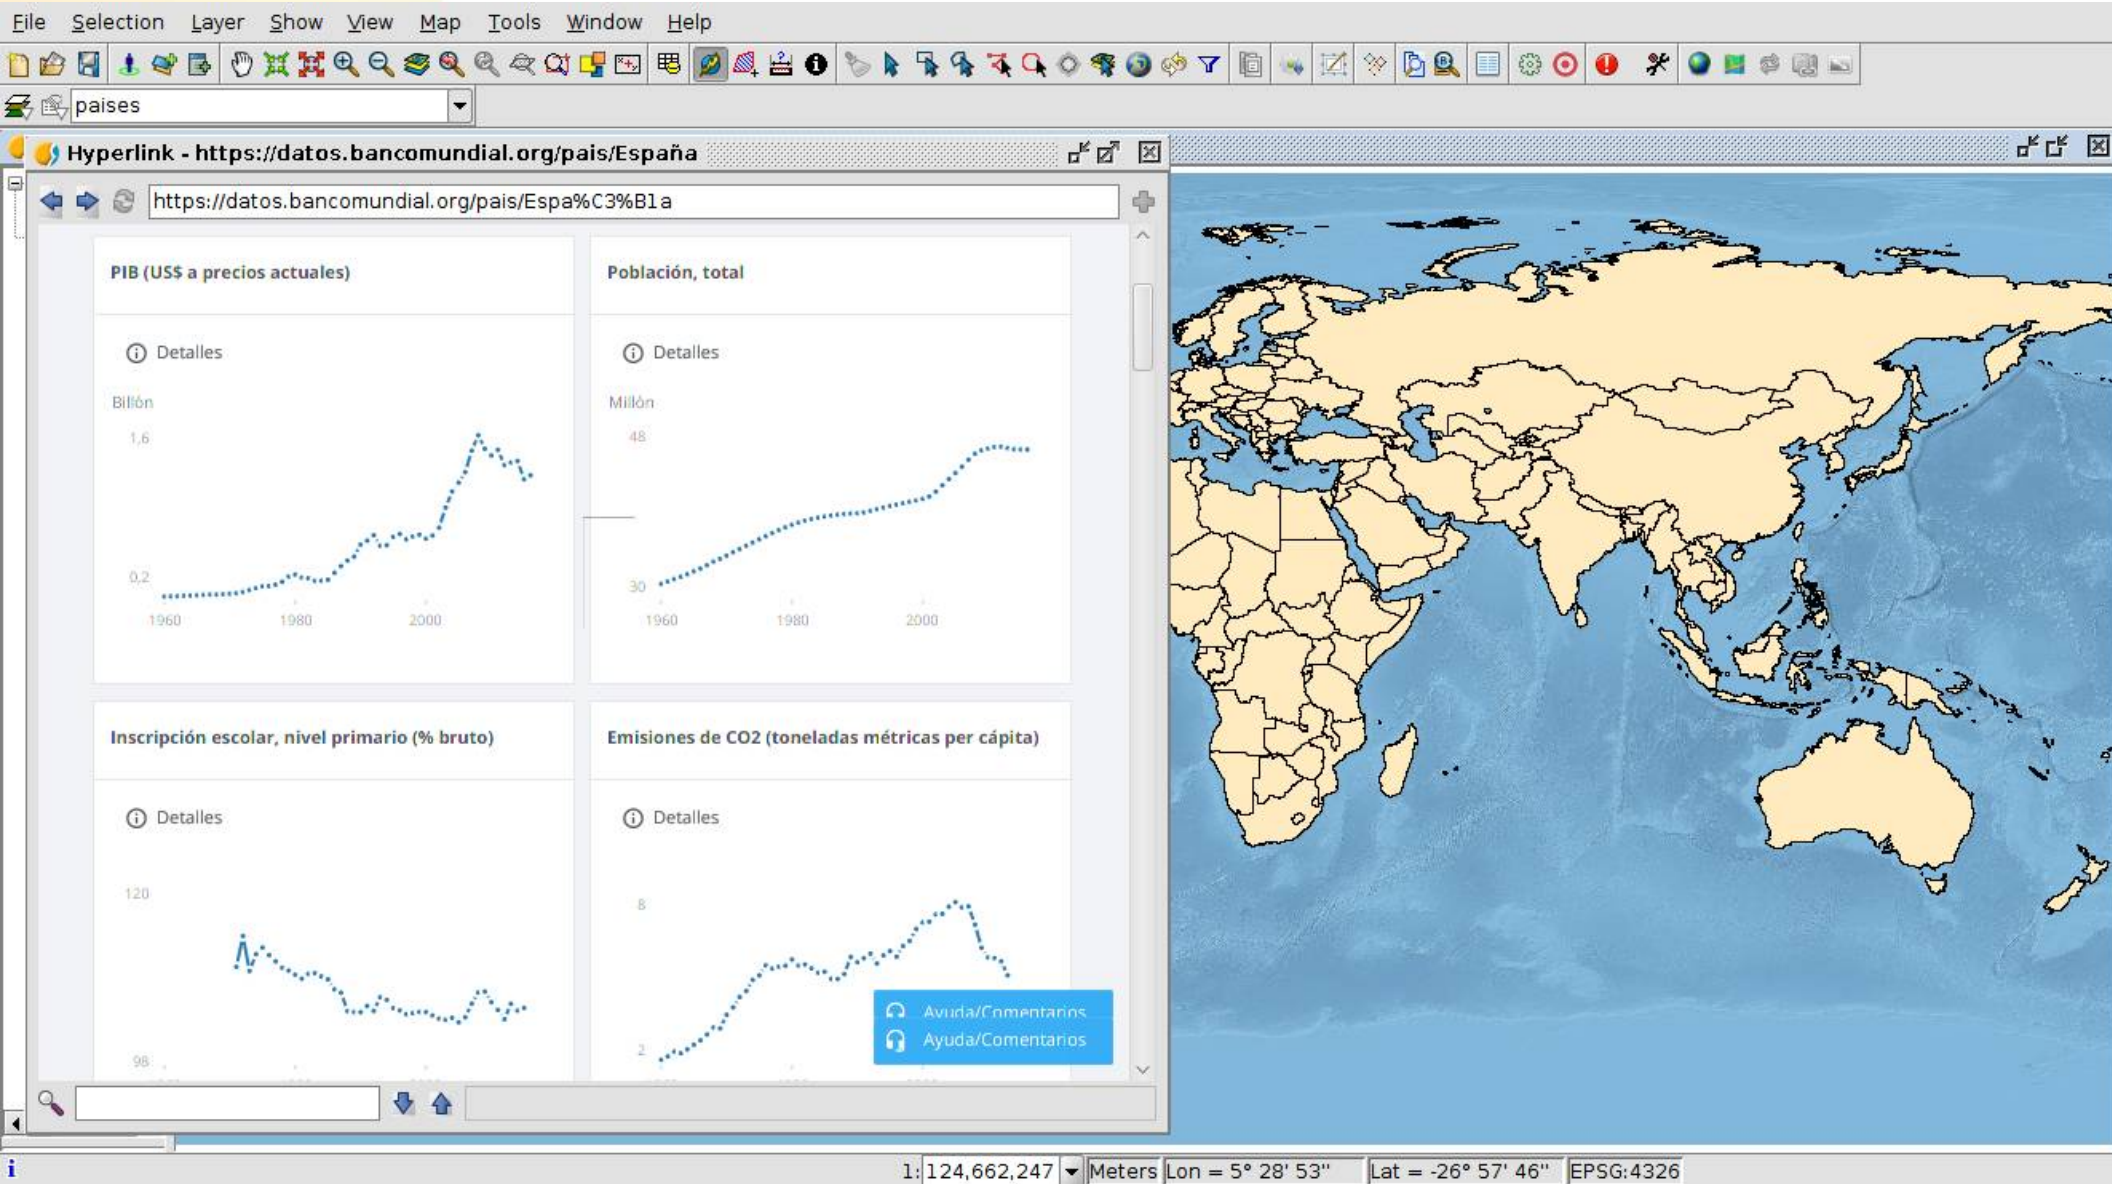 File Selection Layer Show View Map Tools Window Help
paises
Hyperlink - https://datos.bancomundial.org/pais/España
https://datos.bancomundial.org/pais/Espa%C3%B1a
PIB (US$ a precios actuales)
Detalles
Billón
1,6
0,2
1960 1980 2000
Población, total
Detalles
Millón
48
30
1960 1980 2000
Inscripción escolar, nivel primario (% bruto)
Detalles
120
98
Emisiones de CO2 (toneladas métricas per cápita)
Detalles
8
2
Ayuda/Comentarios
Ayuda/Comentarios
1: 124,662,247 Meters Lon = 5° 28' 53" Lat = -26° 57' 46" EPSG:4326